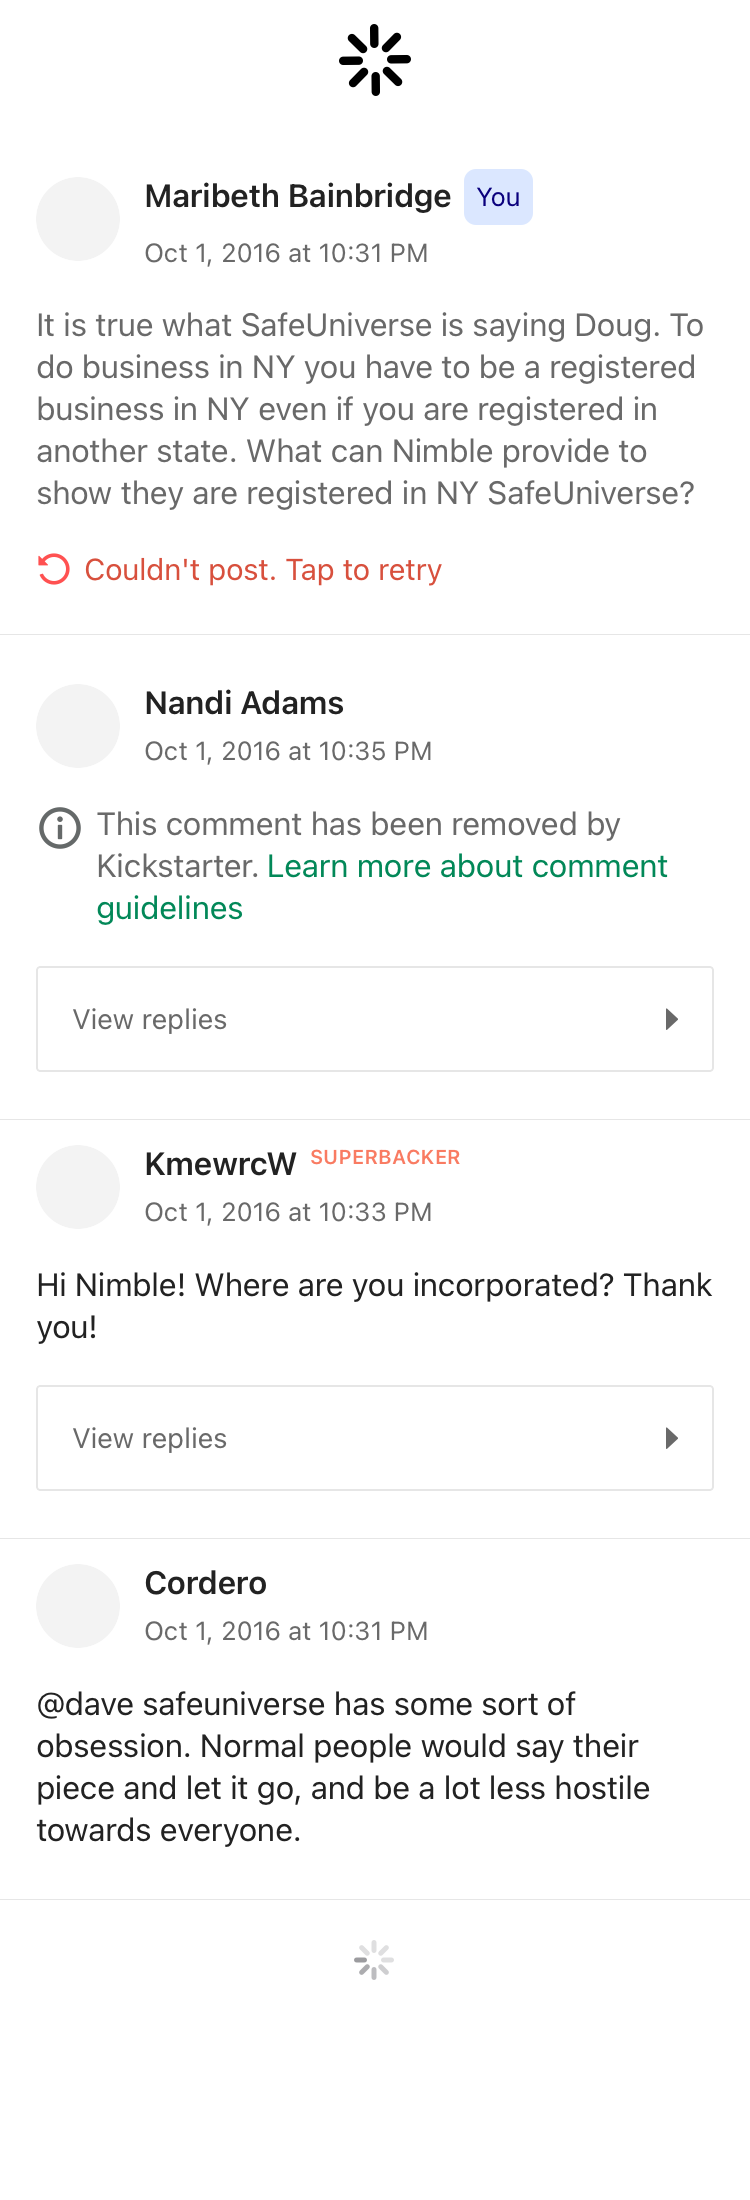 Maribeth Bainbridge You
Oct 1, 2016 at 10:31 PM
It is true what SafeUniverse is saying Doug. To
do business in NY you have to be a registered
business in NY even if you are registered in
another state. What can Nimble provide to
show they are registered in NY SafeUniverse?
Couldn't post. Tap to retry
Nandi Adams
Oct 1, 2016 at 10:35 PM
This comment has been removed by
Kickstarter. Learn more about comment
guidelines
View replies
KmewrcW SUPERBACKER
Oct 1, 2016 at 10:33 PM
Hi Nimble! Where are you incorporated? Thank
you!
View replies
Cordero
Oct 1, 2016 at 10:31 PM
@dave safeuniverse has some sort of
obsession. Normal people would say their
piece and let it go, and be a lot less hostile
towards everyone.